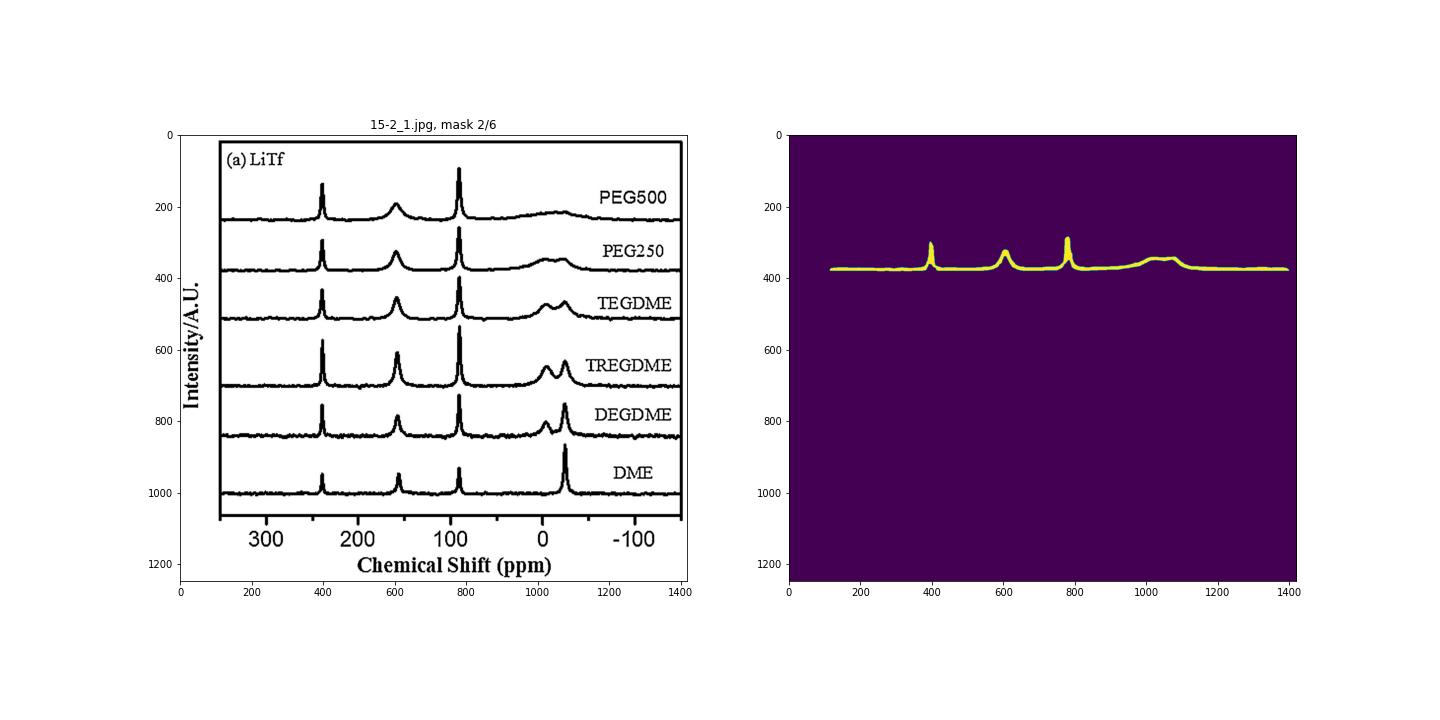 15-2_1.jpg, mask 2/6
0
200
400
600
800
1000
1200
0 200 400 600 800 1000 1200 1400
(a) LiTf
PEG500
PEG250
TEGDME
TREGDME
DEGDME
DME
Intensity/A.U.
300 200 100 0 -100
Chemical Shift (ppm)
0
200
400
600
800
1000
1200
0 200 400 600 800 1000 1200 1400